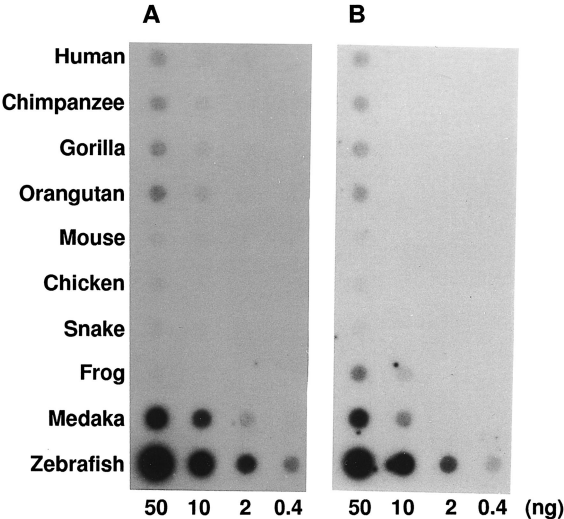 A B
Human
Chimpanzee
Gorilla
Orangutan
Mouse
Chicken
Snake
Frog
Medaka
Zebrafish
50 10 2 0.4 50 10 2 0.4 (ng)